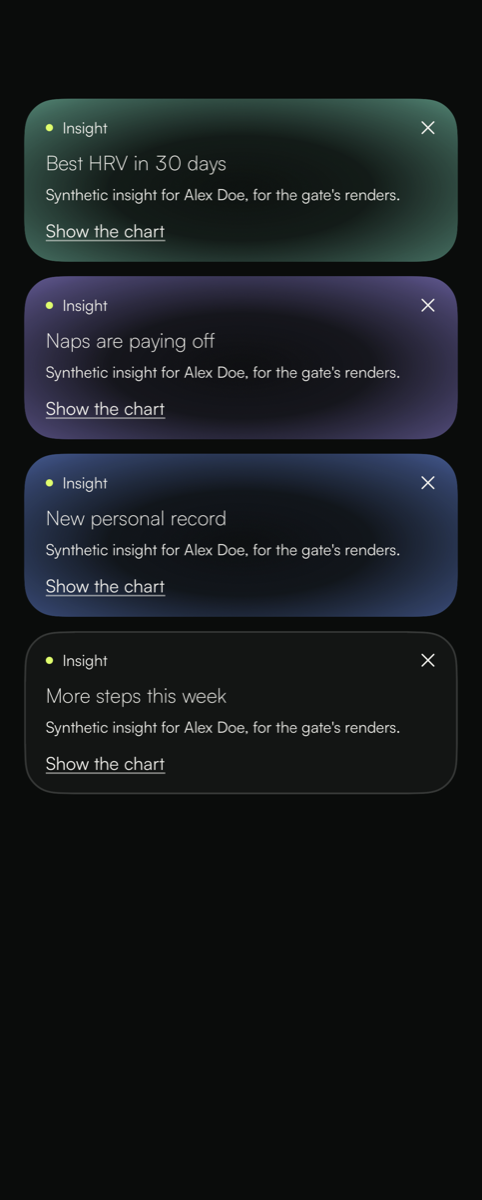 Insight
Best HRV in 30 days
Synthetic insight for Alex Doe, for the gate's renders.
Show the chart
Insight
Naps are paying off
Synthetic insight for Alex Doe, for the gate's renders.
Show the chart
Insight
New personal record
Synthetic insight for Alex Doe, for the gate's renders.
Show the chart
Insight
More steps this week
Synthetic insight for Alex Doe, for the gate's renders.
Show the chart